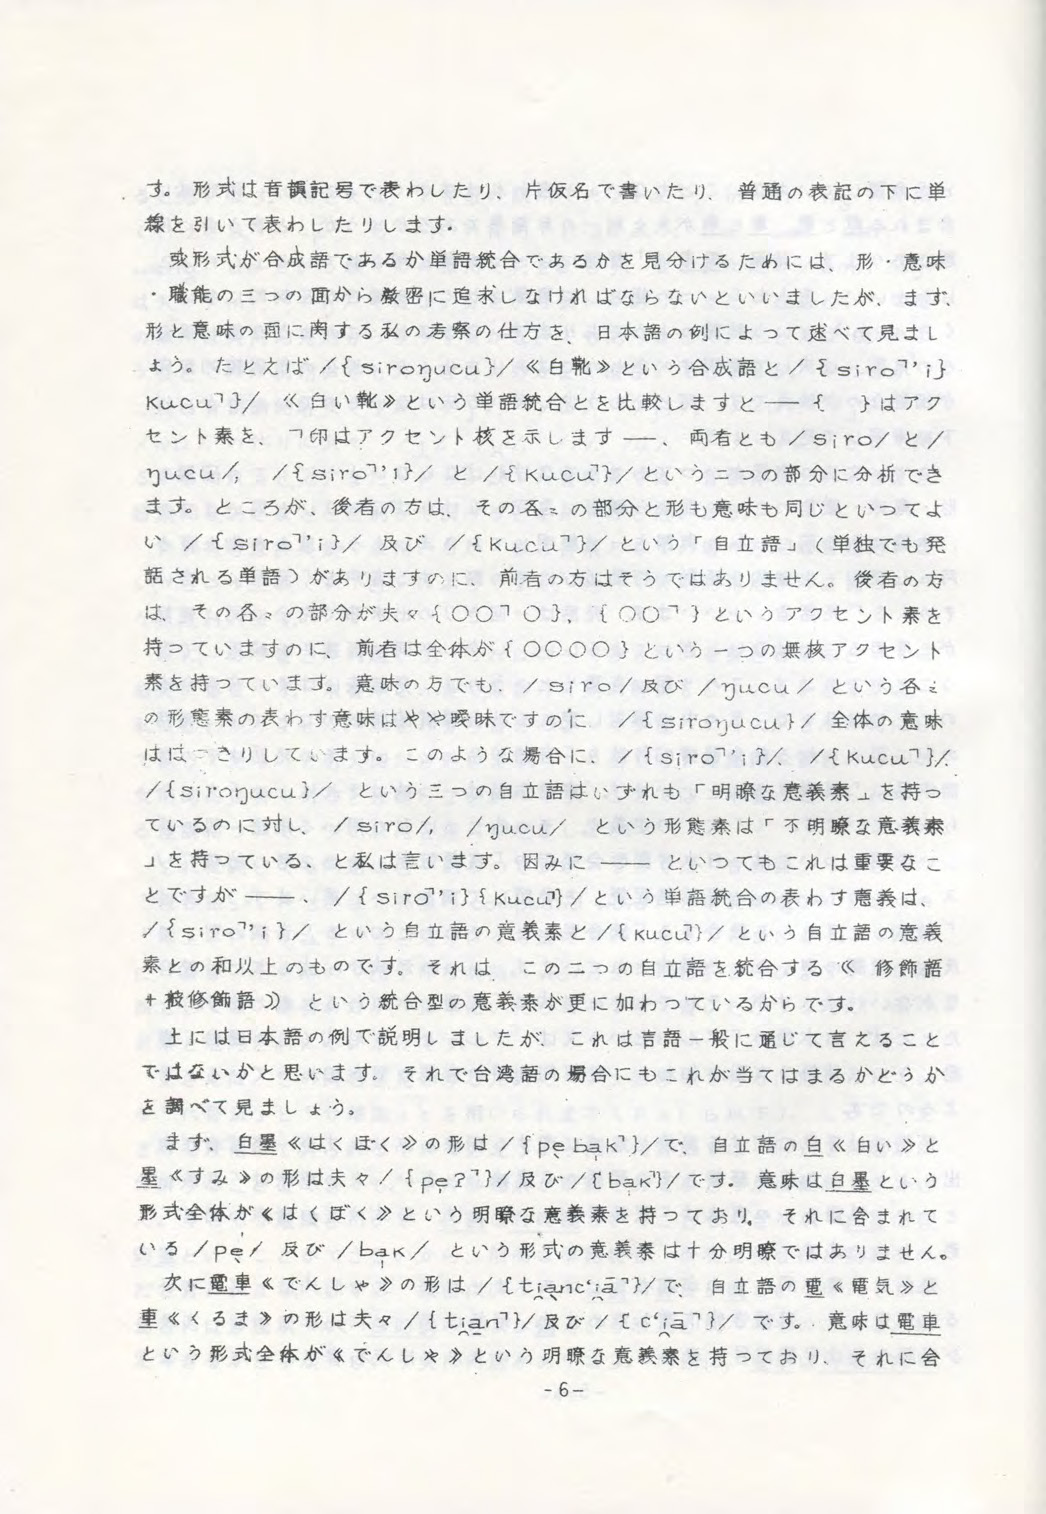 す。形式は音韻記号で表わしたり、片仮名で書いたり、普通の表記の下に単
線を引いて表わしたりします。
或形式が合成語であるか単語統合であるかを見分けるためには、形・意味
・職能の三つの面から厳密に追求しなければならないといいましたが、まず、
形と意味の面に関する私の考察の仕方を、日本語の例によって述べて見まし
ょう。たとえば /{siroŋucu}/ 《白靴》という合成語と /{siro˥'i}
{kucu˥}/ 《白い靴》という単語統合とを比較しますと ── { }はアク
セント素を、˥印はアクセント核を示します ──、両者とも /siro/ と /
ŋucu/, /{siro˥'i}/ と /{kucu˥}/ という二つの部分に分析でき
ます。ところが、後者の方は、その各〻の部分と形も意味も同じといってよ
い /{siro˥'i}/ 及び /{kucu˥}/ という「自立語」(単独でも発
話される単語)がありますのに、前者の方はそうではありません。後者の方
は、その各〻の部分が夫々{○○˥○}, {○○˥}というアクセント素を
持っていますのに、前者は全体が{○○○○}という一つの無核アクセント
素を持っています。意味の方でも、/siro/ 及び /ŋucu/ という各〻
の形態素の表わす意味はやや曖昧ですのに /{siroŋucu}/ 全体の意味
ははっきりしています。このような場合に、/{siro˥'i}/, /{kucu˥}/,
/{siroŋucu}/ という三つの自立語はいずれも「明瞭な意義素」を持っ
ているのに対し、/siro/, /ŋucu/ という形態素は「不明瞭な意義素
」を持っている、と私は言います。因みに ── といってもこれは重要なこ
とですが ──、/{siro˥'i}{kucu˥}/ という単語統合の表わす意義は、
/{siro˥'i}/ という自立語の意義素と /{kucu˥}/ という自立語の意義
素との和以上のものです。それは、この二つの自立語を統合する《修飾語
+被修飾語》という統合型の意義素が更に加わっているからです。
上には日本語の例で説明しましたが、これは言語一般に通じて言えること
ではないかと思います。それで台湾語の場合にもこれが当てはまるかどうか
を調べて見ましょう。
まず、白墨《はくぼく》の形は /{pe̩ba̩k˥}/ で、自立語の白《白い》と
墨《すみ》の形は夫々 /{pe̩ʔ˥}/ 及び /{ba̩k˥}/ です。意味は白墨という
形式全体が《はくぼく》という明瞭な意義素を持っており、それに含まれて
いる /pe̩/ 及び /ba̩k/ という形式の意義素は十分明瞭ではありません。
次に電車《でんしゃ》の形は /{ti̯a̱nc‘i̯ā˥}/ で、自立語の電《電気》と
車《くるま》の形は夫々 /{ti̯a̱n˥}/ 及び /{c‘i̯ā˥}/ です。意味は電車
という形式全体が《でんしゃ》という明瞭な意義素を持っており、それに含
-6-